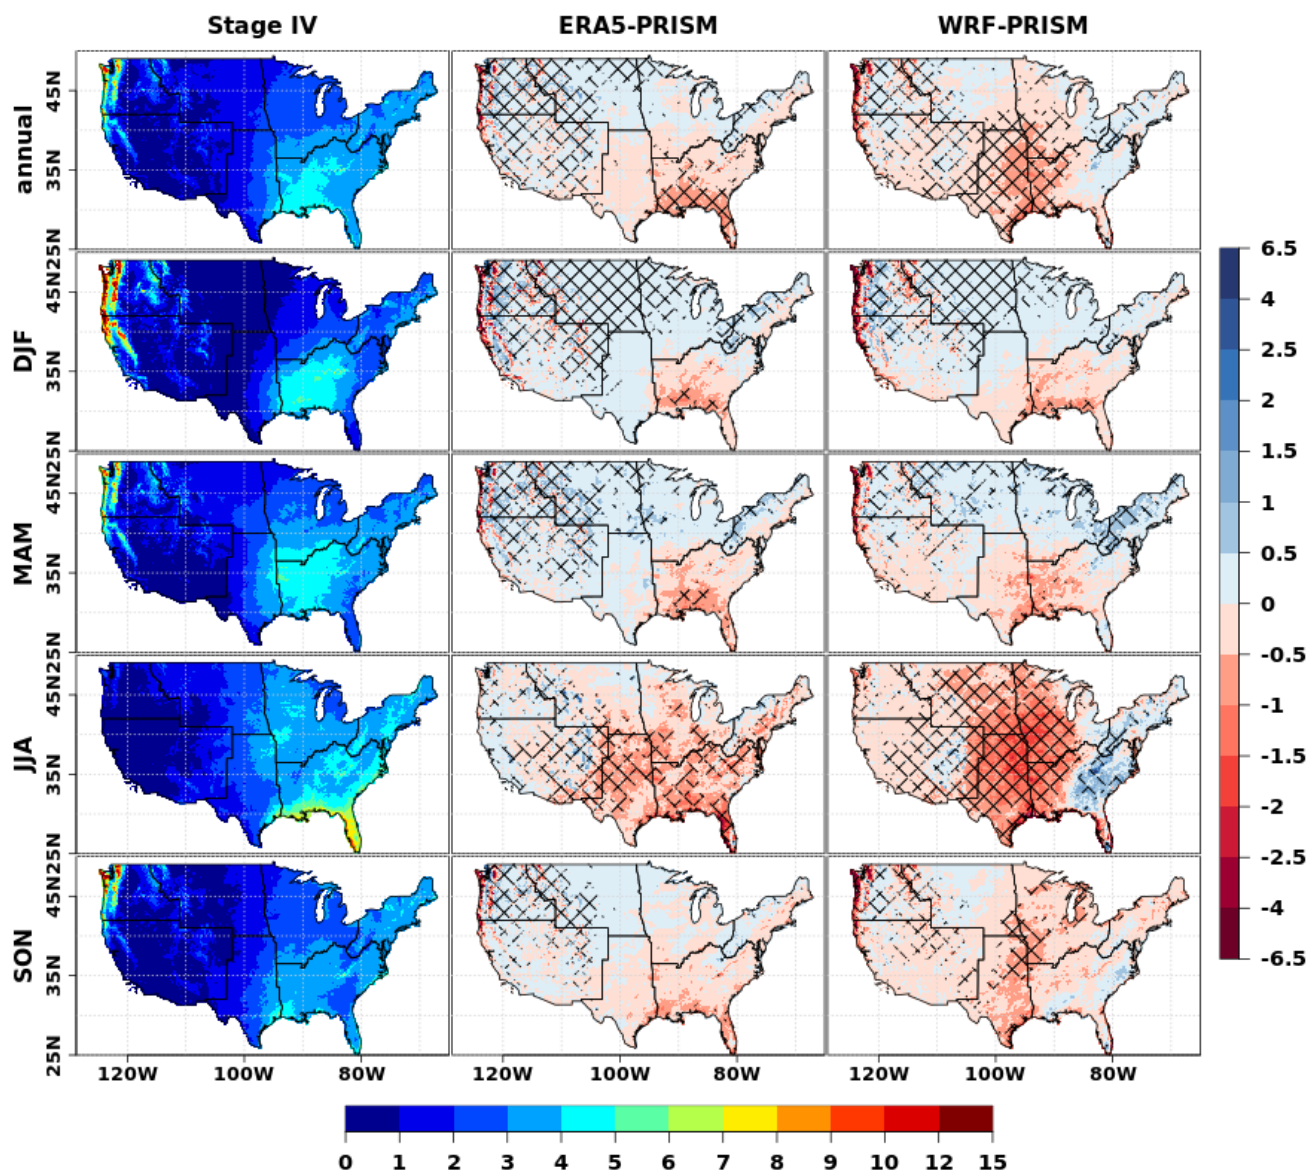 Stage IV ERA5-PRISM WRF-PRISM
annual
45N
35N
25N
DJF
45N
35N
25N
MAM
45N
35N
25N
JJA
45N
35N
25N
SON
45N
35N
25N
120W 100W 80W 120W 100W 80W 120W 100W 80W
6.5
4
2.5
2
1.5
1
0.5
0
-0.5
-1
-1.5
-2
-2.5
-4
-6.5
0 1 2 3 4 5 6 7 8 9 10 12 15